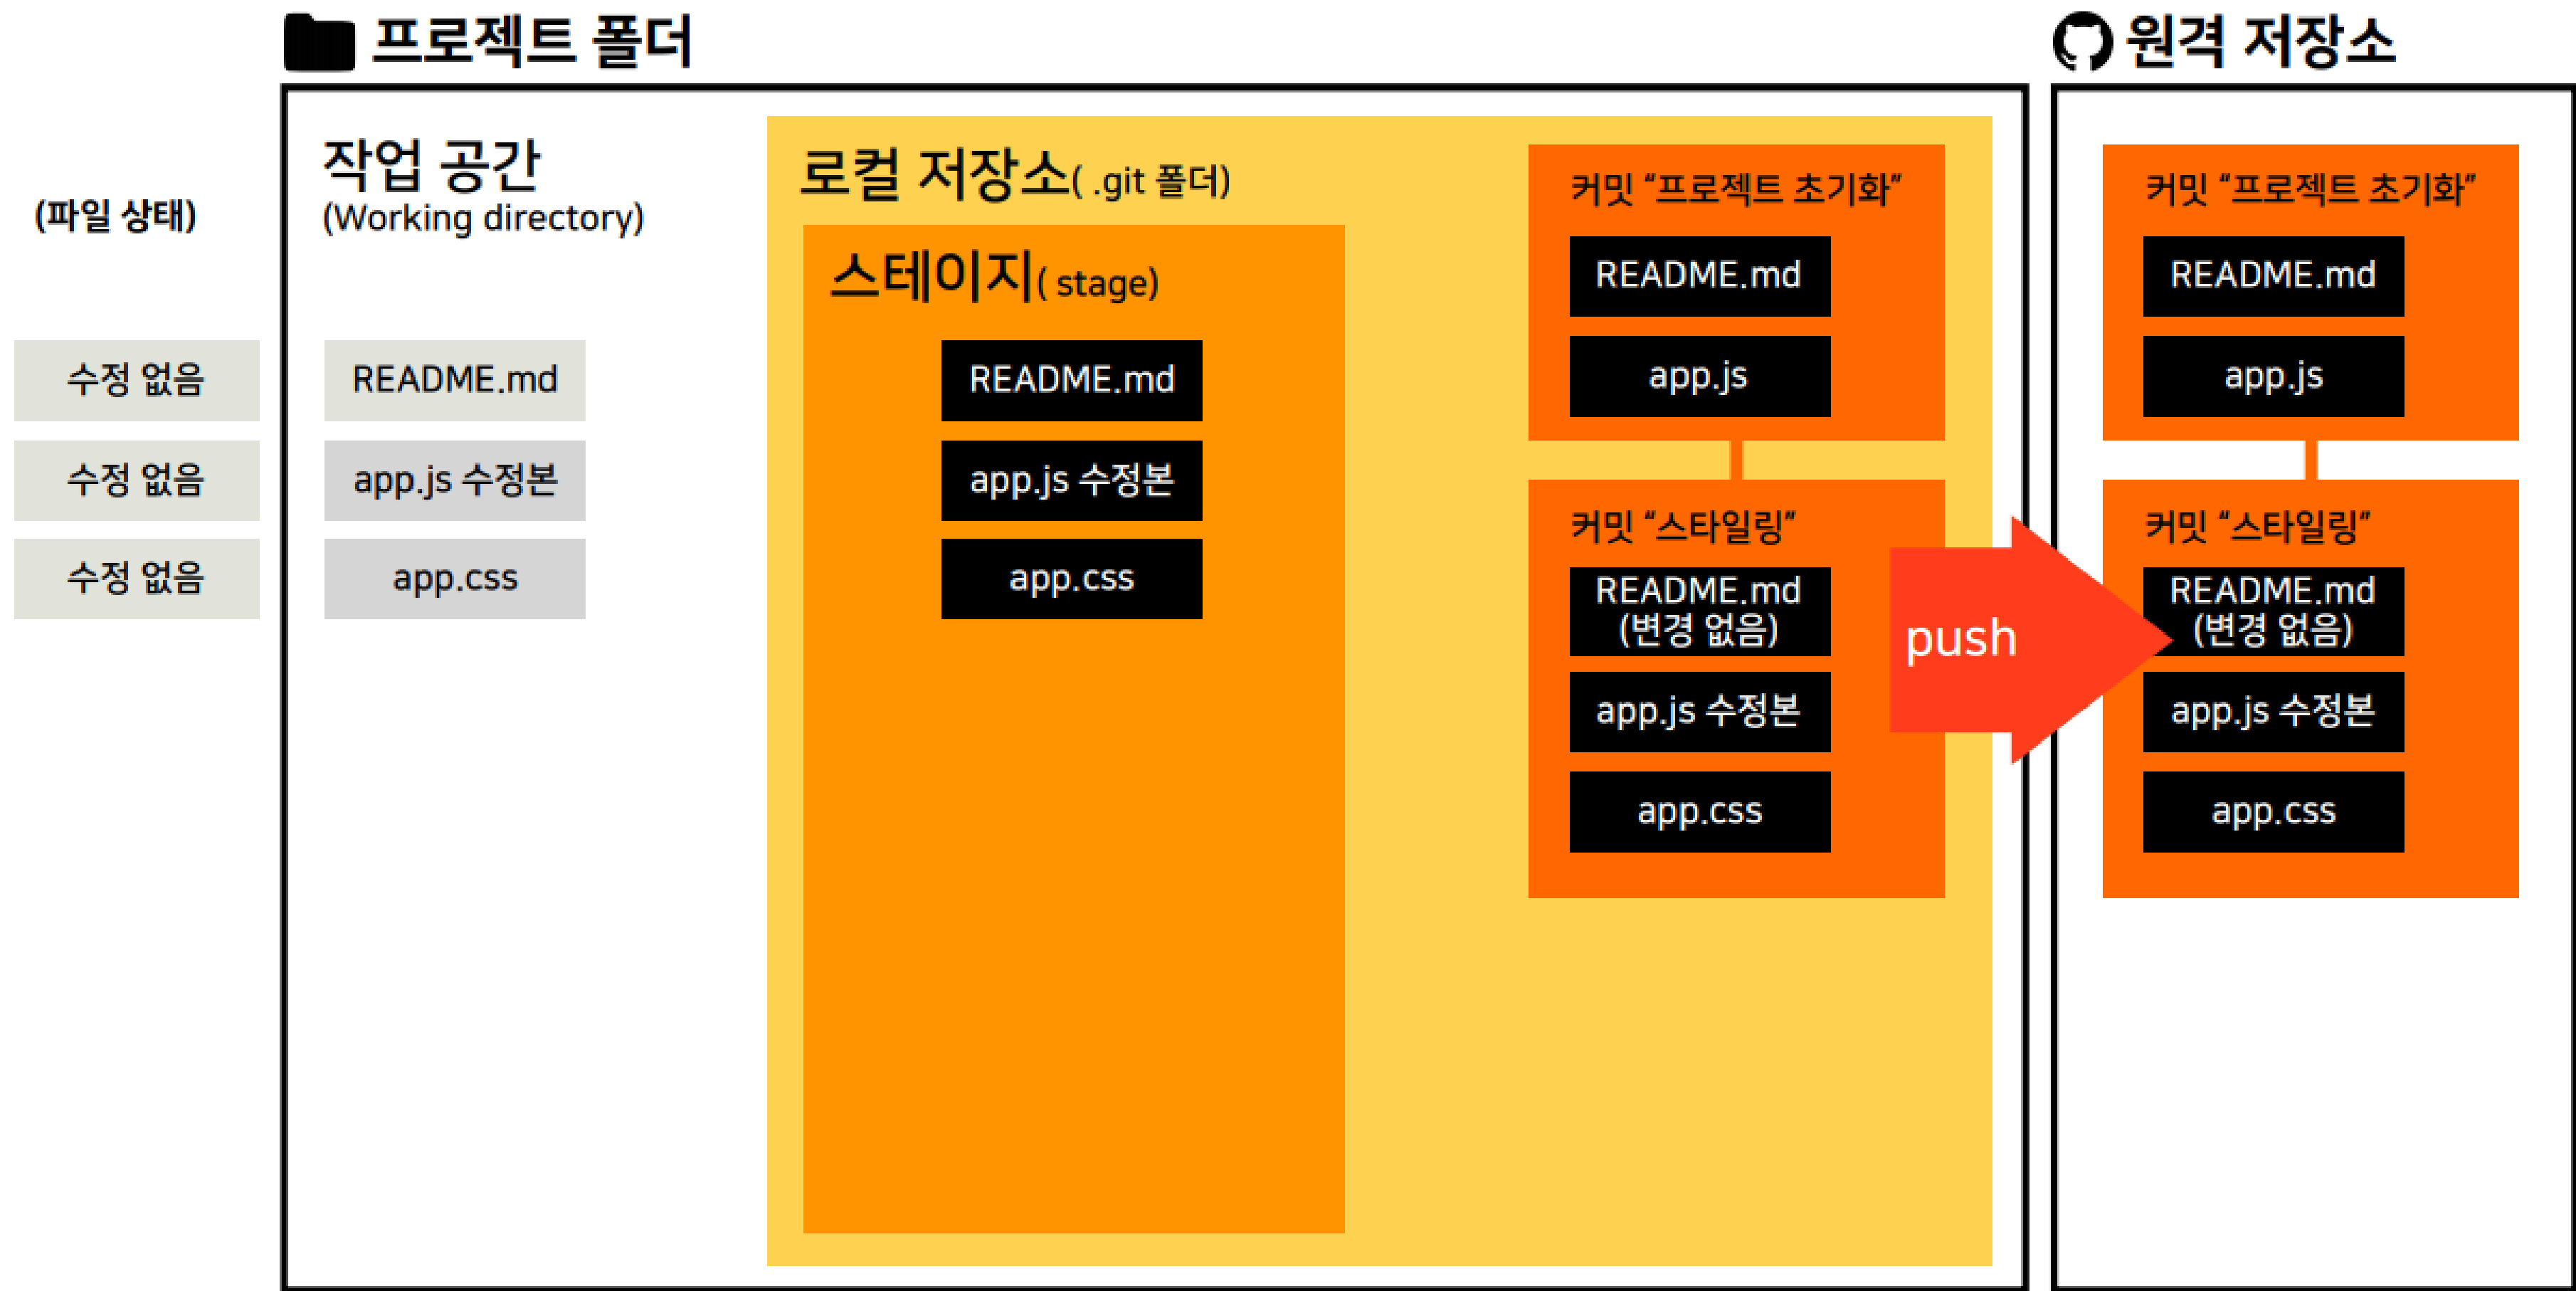 프로젝트 폴더
원격 저장소
(파일 상태)
수정 없음
수정 없음
수정 없음
작업 공간
(Working directory)
README.md
app.js 수정본
app.css
로컬 저장소( .git 폴더)
스테이지( stage)
README.md
app.js 수정본
app.css
커밋 “프로젝트 초기화”
README.md
app.js
커밋 “스타일링”
README.md
(변경 없음)
app.js 수정본
app.css
push
커밋 “프로젝트 초기화”
README.md
app.js
커밋 “스타일링”
README.md
(변경 없음)
app.js 수정본
app.css